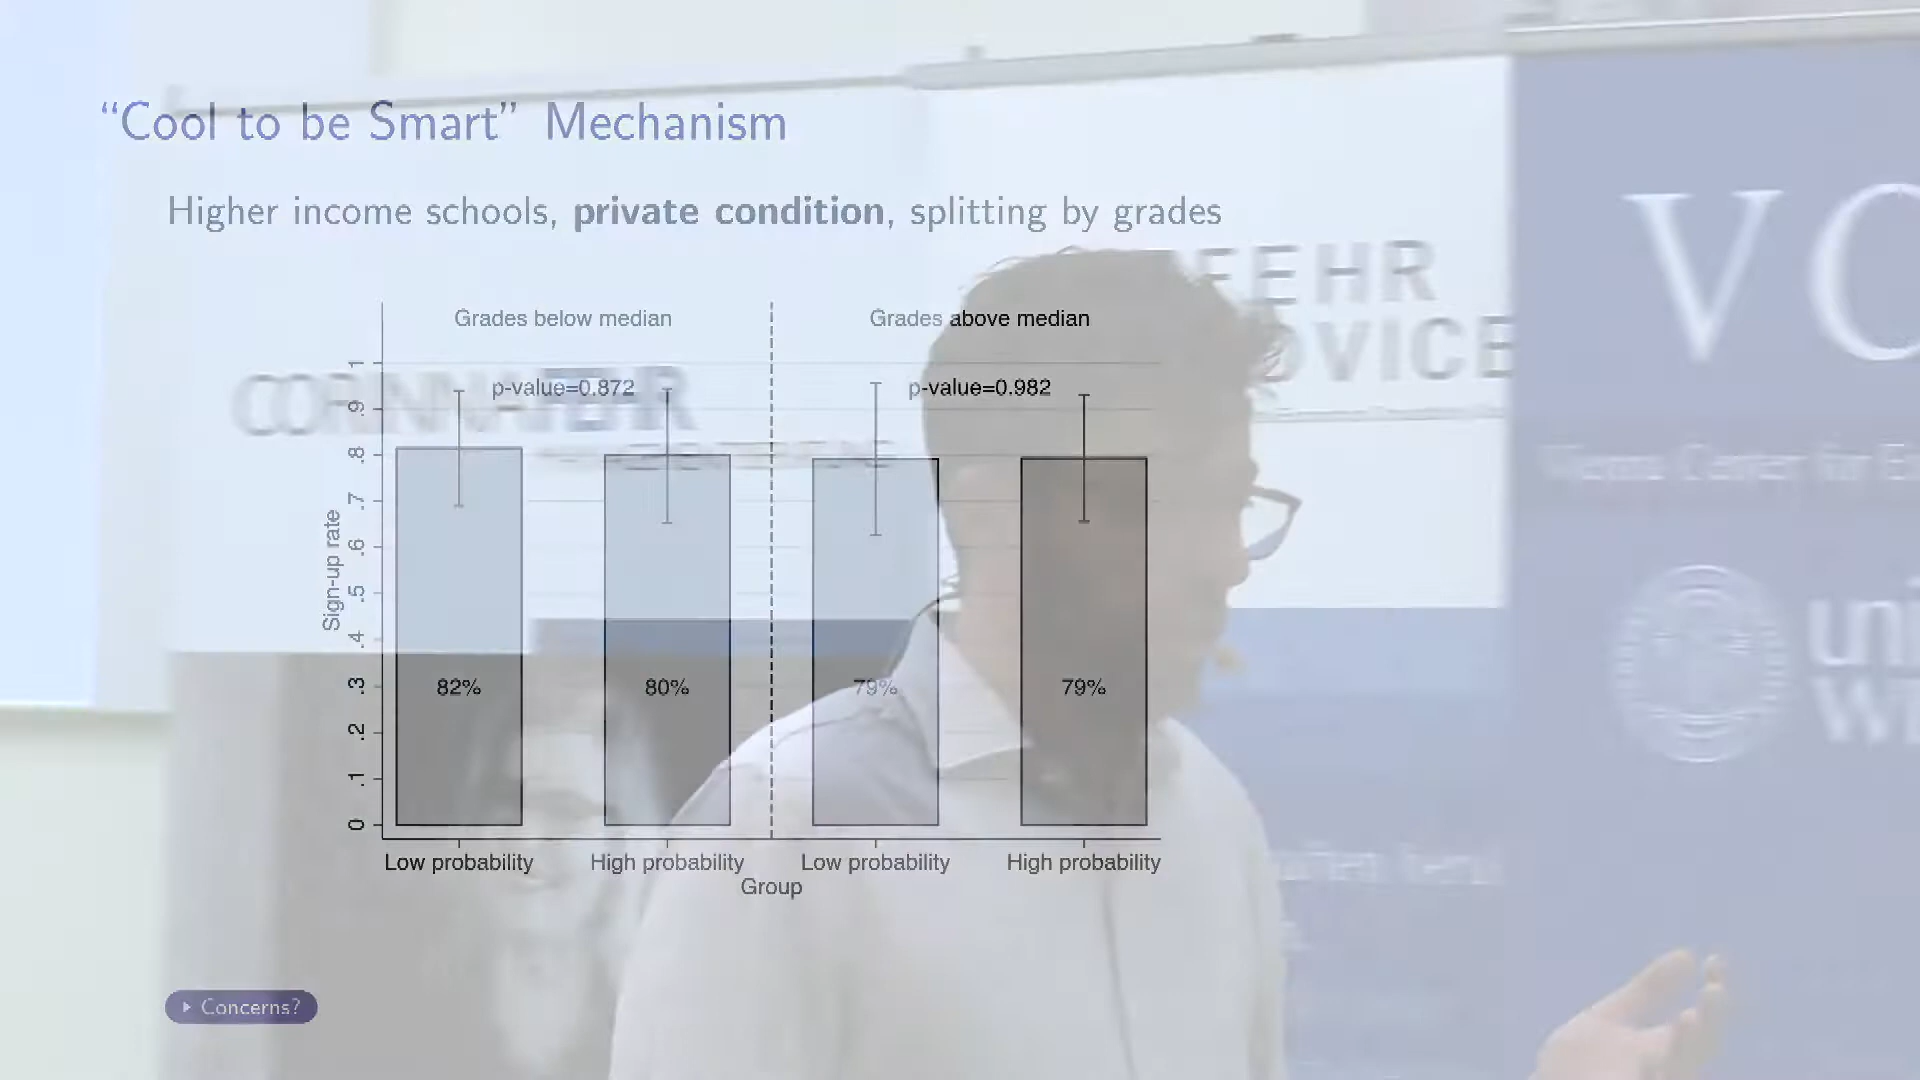 “Cool to be Smart” Mechanism
Higher income schools, private condition, splitting by grades
Grades below median
Grades above median
p-value=0.872
p-value=0.982
Sign-up rate
1
.9
.8
.7
.6
.5
.4
.3
.2
.1
0
82%
80%
79%
79%
Low probability
High probability
Low probability
High probability
Group
Concerns?
FEHR
VC